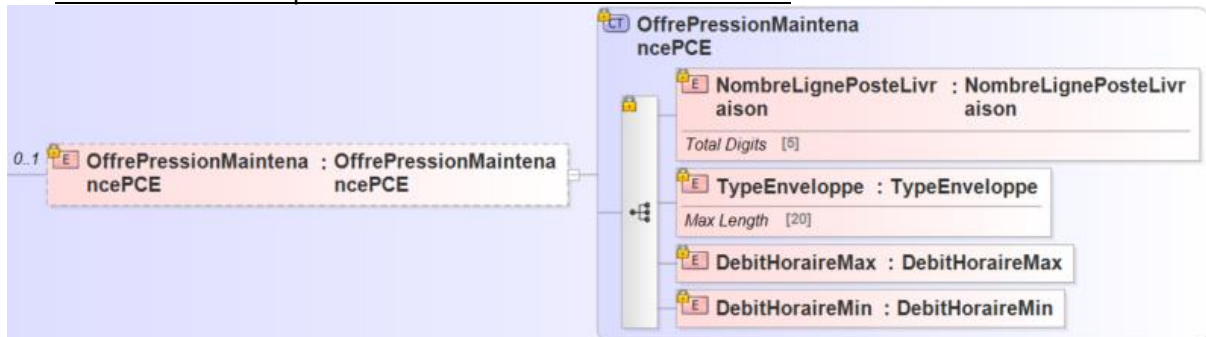 CT OffrePressionMaintena
ncePCE
E NombreLignePosteLivr : NombreLignePosteLivr
aison aison
Total Digits [5]
0..1 E OffrePressionMaintena : OffrePressionMaintena
ncePCE ncePCE
E TypeEnveloppe : TypeEnveloppe
Max Length [20]
E DebitHoraireMax : DebitHoraireMax
E DebitHoraireMin : DebitHoraireMin